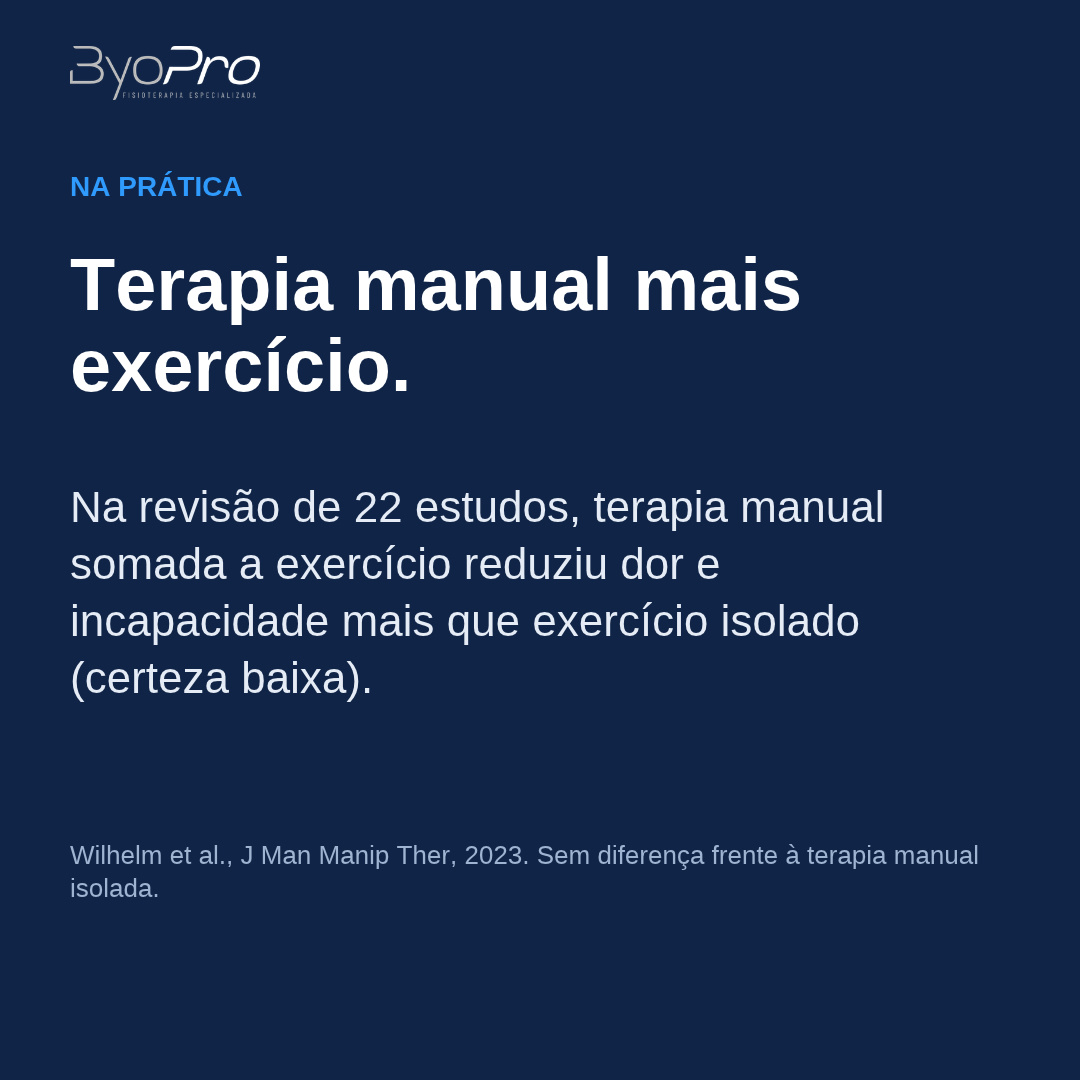 ByoPro
FISIOTERAPIA ESPECIALIZADA
NA PRÁTICA
Terapia manual mais
exercício.
Na revisão de 22 estudos, terapia manual
somada a exercício reduziu dor e
incapacidade mais que exercício isolado
(certeza baixa).
Wilhelm et al., J Man Manip Ther, 2023. Sem diferença frente à terapia manual
isolada.